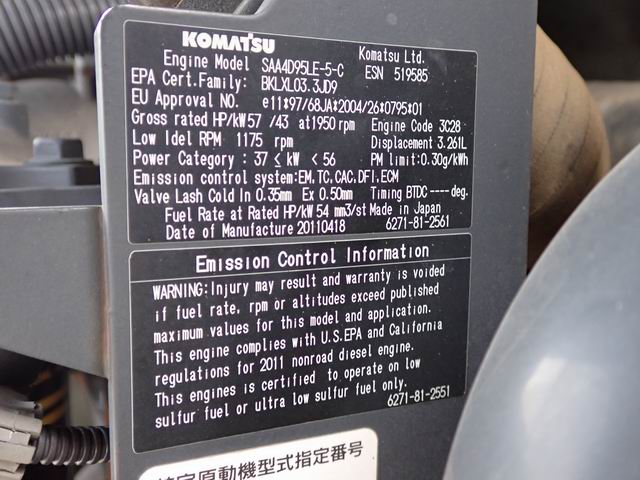 KOMATSU Komatsu Ltd.
Engine Model SAA4D95LE-5-C ESN 519585
EPA Cert.Family: BKLXL03.3JD9
EU Approval NO. e11*97/68JA*2004/26*0795*01
Gross rated HP/kW 57 /43 at 1950 rpm Engine Code 3C28
Low Idel RPM 1175 rpm Displacement 3.261L
Power Category : 37 ≤ kW < 56 PM limit:0.30g/kWh
Emission control system:EM,TC,CAC,DFI,ECM
Valve Lash Cold In 0.35mm Ex 0.50mm Timing BTDC ----deg.
Fuel Rate at Rated HP/kW 54 mm3/st Made in Japan
Date of Manufacture 20110418 6271-81-2561
Emission Control Information
WARNING:Injury may result and warranty is voided
if fuel rate, rpm or altitudes exceed published
maximum values for this model and application.
This engine complies with U.S.EPA and California
regulations for 2011 nonroad diesel engine.
This engines is certified to operate on low
sulfur fuel or ultra low sulfur fuel only.
6271-81-2551
定原動機型式指定番号